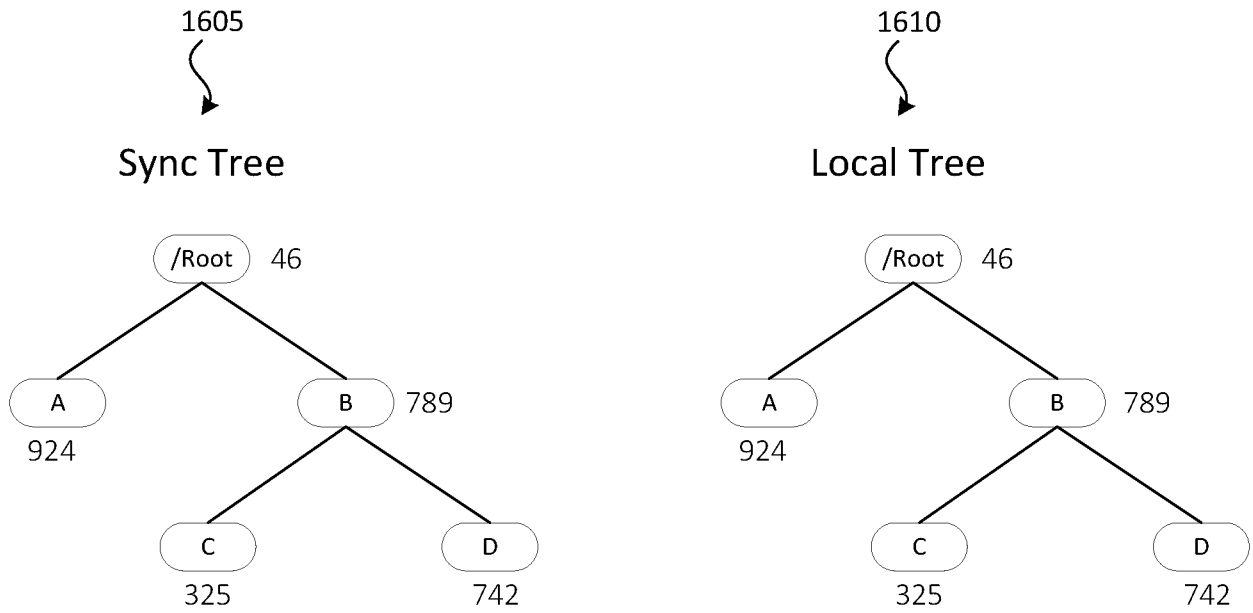 1605
1610
Sync Tree
Local Tree
/Root 46
/Root 46
A
B 789
A
B 789
924
924
C
D
C
D
325
742
325
742